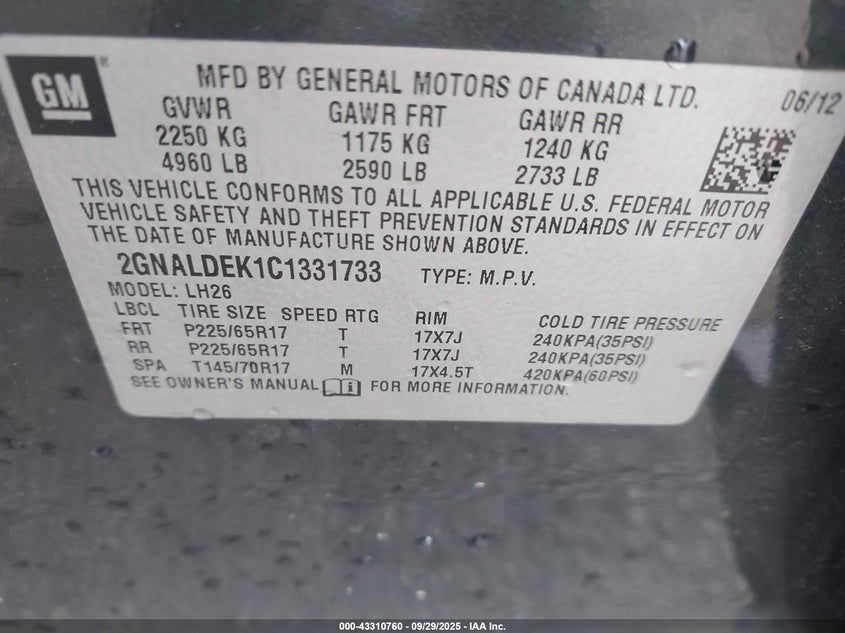 GM®
MFD BY GENERAL MOTORS OF CANADA LTD. 06/12
GVWR GAWR FRT GAWR RR
2250 KG 1175 KG 1240 KG
4960 LB 2590 LB 2733 LB
THIS VEHICLE CONFORMS TO ALL APPLICABLE U.S. FEDERAL MOTOR
VEHICLE SAFETY AND THEFT PREVENTION STANDARDS IN EFFECT ON
THE DATE OF MANUFACTURE SHOWN ABOVE.
2GNALDEK1C1331733 TYPE: M.P.V.
MODEL: LH26
LBCL TIRE SIZE SPEED RTG RIM COLD TIRE PRESSURE
FRT P225/65R17 T 17X7J 240KPA(35PSI)
RR P225/65R17 T 17X7J 240KPA(35PSI)
SPA T145/70R17 M 17X4.5T 420KPA(60PSI)
SEE OWNER'S MANUAL FOR MORE INFORMATION.
000-43310760 - 09/29/2025 - IAA Inc.